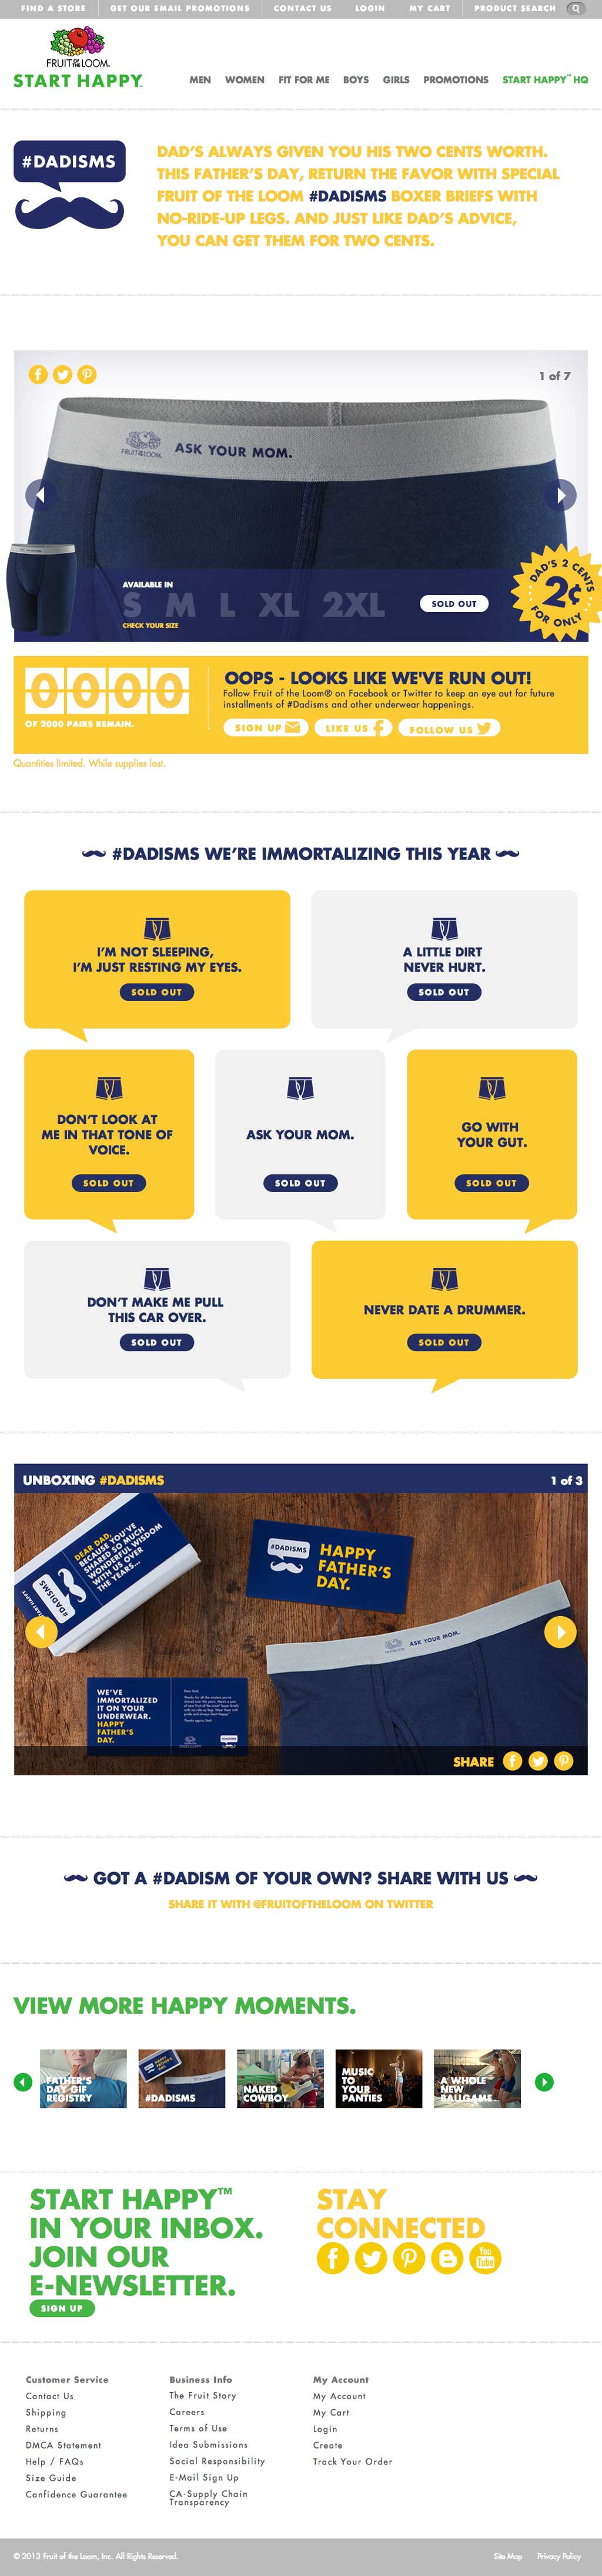 FIND A STORE
GET OUR EMAIL PROMOTIONS
CONTACT US
LOGIN
MY CART
PRODUCT SEARCH
FRUIT OF THE LOOM.
START HAPPY™
MEN
WOMEN
FIT FOR ME
BOYS
GIRLS
PROMOTIONS
START HAPPY™ HQ
#DADISMS
DAD'S ALWAYS GIVEN YOU HIS TWO CENTS WORTH.
THIS FATHER'S DAY, RETURN THE FAVOR WITH SPECIAL
FRUIT OF THE LOOM #DADISMS BOXER BRIEFS WITH
NO-RIDE-UP LEGS. AND JUST LIKE DAD'S ADVICE,
YOU CAN GET THEM FOR TWO CENTS.
1 of 7
FRUIT OF THE LOOM
ASK YOUR MOM.
AVAILABLE IN
S M L XL 2XL
CHECK YOUR SIZE
SOLD OUT
DAD'S 2 CENTS
2¢
FOR ONLY
0000
OF 2000 PAIRS REMAIN.
OOPS - LOOKS LIKE WE'VE RUN OUT!
Follow Fruit of the Loom® on Facebook or Twitter to keep an eye out for future
installments of #Dadisms and other underwear happenings.
SIGN UP
LIKE US
FOLLOW US
Quantities limited. While supplies last.
#DADISMS WE'RE IMMORTALIZING THIS YEAR
I'M NOT SLEEPING,
I'M JUST RESTING MY EYES.
SOLD OUT
A LITTLE DIRT
NEVER HURT.
SOLD OUT
DON'T LOOK AT
ME IN THAT TONE OF
VOICE.
SOLD OUT
ASK YOUR MOM.
SOLD OUT
GO WITH
YOUR GUT.
SOLD OUT
DON'T MAKE ME PULL
THIS CAR OVER.
SOLD OUT
NEVER DATE A DRUMMER.
SOLD OUT
UNBOXING #DADISMS
1 of 3
DEAR DAD,
BECAUSE YOU'VE
SHARED SO MUCH
WONDERFUL WISDOM
WITH US OVER
THE YEARS...
#DADISMS
START HAPPY
#DADISMS
HAPPY
FATHER'S
DAY.
ASK YOUR MOM.
WE'VE
IMMORTALIZED
IT ON YOUR
UNDERWEAR.
HAPPY
FATHER'S
DAY.
SHARE
GOT A #DADISM OF YOUR OWN? SHARE WITH US
SHARE IT WITH @FRUITOFTHELOOM ON TWITTER
VIEW MORE HAPPY MOMENTS.
FATHER'S
DAY GIF
REGISTRY
#DADISMS
NAKED
COWBOY
MUSIC
TO
YOUR
PANTIES
A WHOLE
NEW
BALLGAME
START HAPPY™
IN YOUR INBOX.
JOIN OUR
E-NEWSLETTER.
SIGN UP
STAY
CONNECTED
You
Tube
Customer Service
Contact Us
Shipping
Returns
DMCA Statement
Help / FAQs
Size Guide
Confidence Guarantee
Business Info
The Fruit Story
Careers
Terms of Use
Idea Submissions
Social Responsibility
E-Mail Sign Up
CA-Supply Chain
Transparency
My Account
My Account
My Cart
Login
Create
Track Your Order
© 2013 Fruit of the Loom, Inc. All Rights Reserved.
Site Map
Privacy Policy